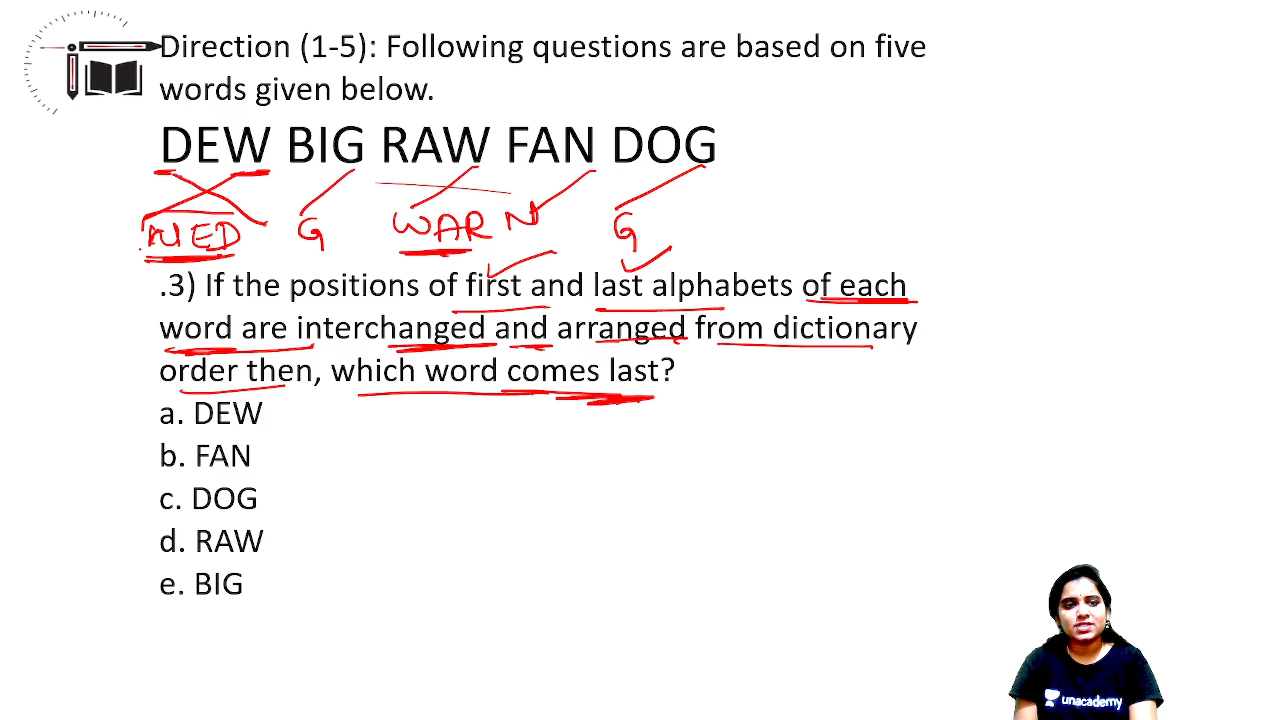 Direction (1-5): Following questions are based on five
words given below.
DEW BIG RAW FAN DOG
WED G WAR N G
.3) If the positions of first and last alphabets of each
word are interchanged and arranged from dictionary
order then, which word comes last?
a. DEW
b. FAN
c. DOG
d. RAW
e. BIG
unacademy